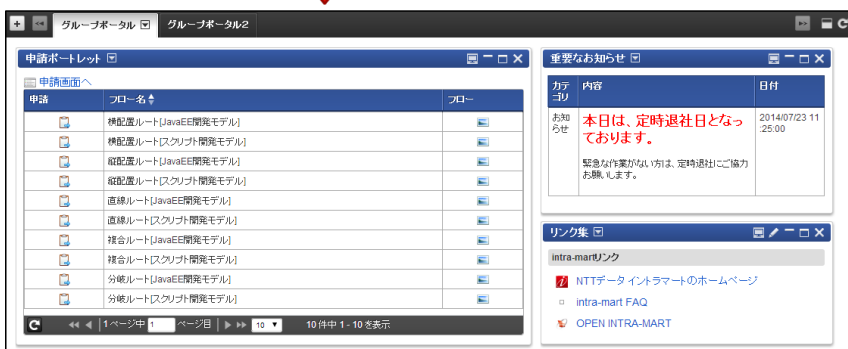 グループポータル グループポータル2
申請ポートレット
申請画面へ
申請 フロー名 フロー
横配置ルート[JavaEE開発モデル]
横配置ルート[スクリプト開発モデル]
縦配置ルート[JavaEE開発モデル]
縦配置ルート[スクリプト開発モデル]
直線ルート[JavaEE開発モデル]
直線ルート[スクリプト開発モデル]
複合ルート[JavaEE開発モデル]
複合ルート[スクリプト開発モデル]
分岐ルート[JavaEE開発モデル]
分岐ルート[スクリプト開発モデル]
1ページ中 1 ページ目 10 10件中 1 - 10 を表示
重要なお知らせ
カテゴリ 内容 日付
お知らせ
本日は、定時退社日となっ
ております。
緊急な作業がない方は、定時退社にご協力
お願いします。
2014/07/23 11
:25:00
リンク集
intra-martリンク
NTTデータ イントラマートのホームページ
intra-mart FAQ
OPEN INTRA-MART